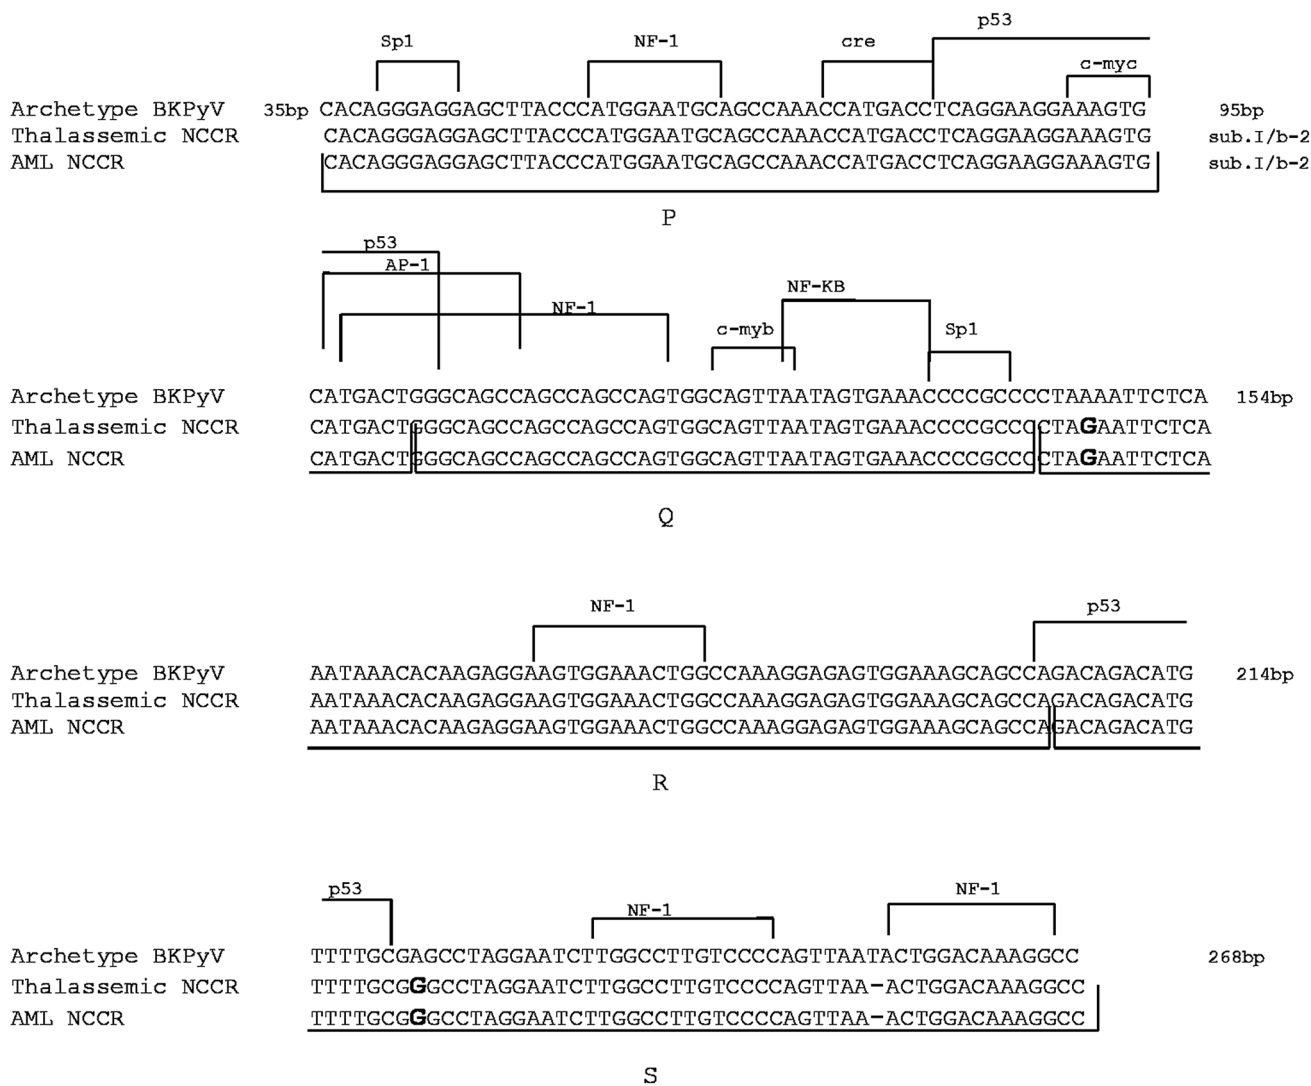 p53
Sp1 NF-1 cre
c-myc
Archetype BKPyV 35bp CACAGGGAGGAGCTTACCCATGGAATGCAGCCAAACCATGACCTCAGGAAGGAAAGTG 95bp
Thalassemic NCCR CACAGGGAGGAGCTTACCCATGGAATGCAGCCAAACCATGACCTCAGGAAGGAAAGTG sub.I/b-2
AML NCCR CACAGGGAGGAGCTTACCCATGGAATGCAGCCAAACCATGACCTCAGGAAGGAAAGTG sub.I/b-2
P
p53
AP-1
NF-KB
NF-1
c-myb Sp1
Archetype BKPyV CATGACTGGGCAGCCAGCCAGCCAGTGGCAGTTAATAGTGAAACCCCGCCCCTAAAATTCTCA 154bp
Thalassemic NCCR CATGACTGGGCAGCCAGCCAGCCAGTGGCAGTTAATAGTGAAACCCCGCCCCTAGAATTCTCA
AML NCCR CATGACTGGGCAGCCAGCCAGCCAGTGGCAGTTAATAGTGAAACCCCGCCCCTAGAATTCTCA
Q
NF-1 p53
Archetype BKPyV AATAAACACAAGAGGAAGTGGAAACTGGCCAAAGGAGAGTGGAAAGCAGCCAGACAGACATG 214bp
Thalassemic NCCR AATAAACACAAGAGGAAGTGGAAACTGGCCAAAGGAGAGTGGAAAGCAGCCAGACAGACATG
AML NCCR AATAAACACAAGAGGAAGTGGAAACTGGCCAAAGGAGAGTGGAAAGCAGCCAGACAGACATG
R
p53 NF-1
NF-1
Archetype BKPyV TTTTGCGAGCCTAGGAATCTTGGCCTTGTCCCCAGTTAATACTGGACAAAGGCC 268bp
Thalassemic NCCR TTTTGCGGGCCTAGGAATCTTGGCCTTGTCCCCAGTTAA-ACTGGACAAAGGCC
AML NCCR TTTTGCGGGCCTAGGAATCTTGGCCTTGTCCCCAGTTAA-ACTGGACAAAGGCC
S